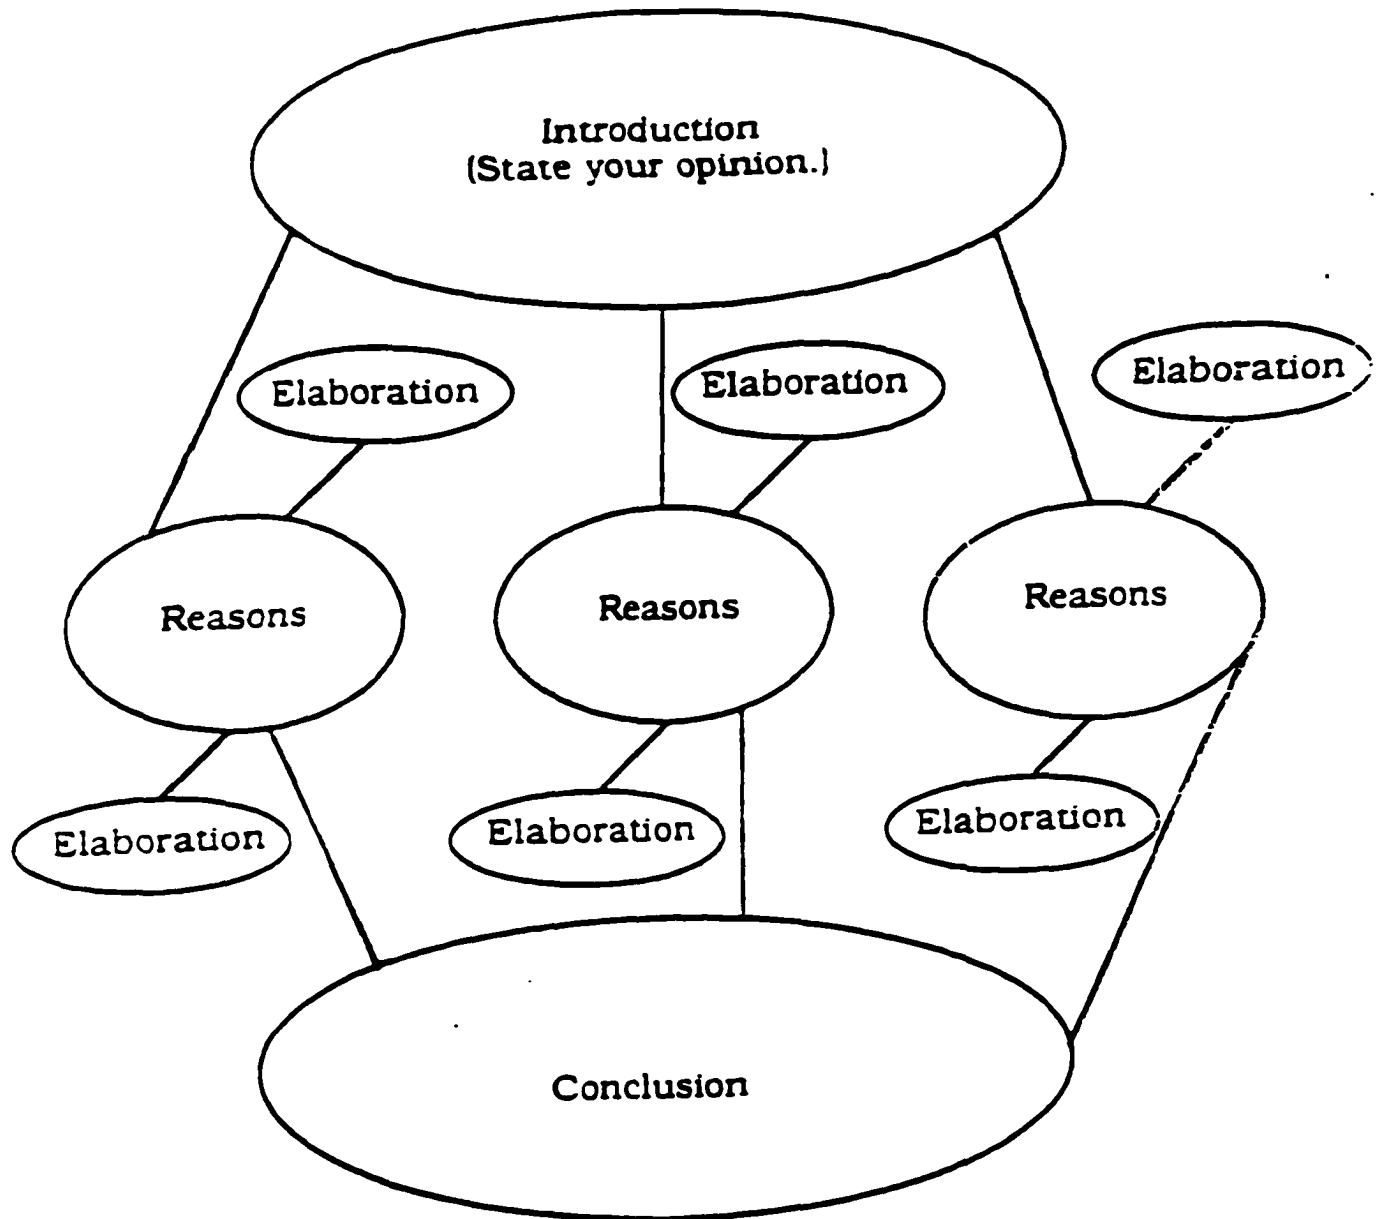 Introduction
(State your opinion.)
Elaboration
Elaboration
Elaboration
Reasons
Reasons
Reasons
Elaboration
Elaboration
Elaboration
Conclusion